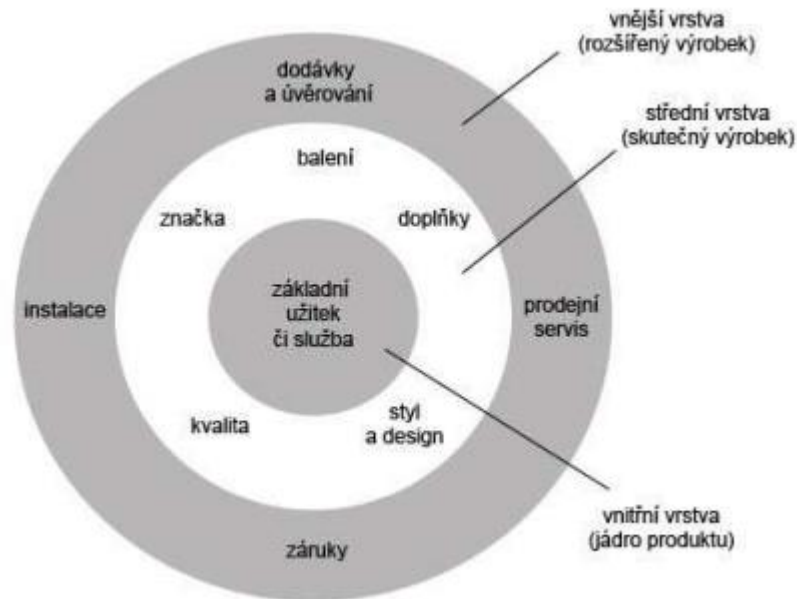 vnější vrstva
(rozšířený výrobek)
dodávky
a úvěrování
střední vrstva
(skutečný výrobek)
balení
značka
doplňky
základní
užitek
či služba
instalace
prodejní
servis
kvalita
styl
a design
vnitřní vrstva
(jádro produktu)
záruky